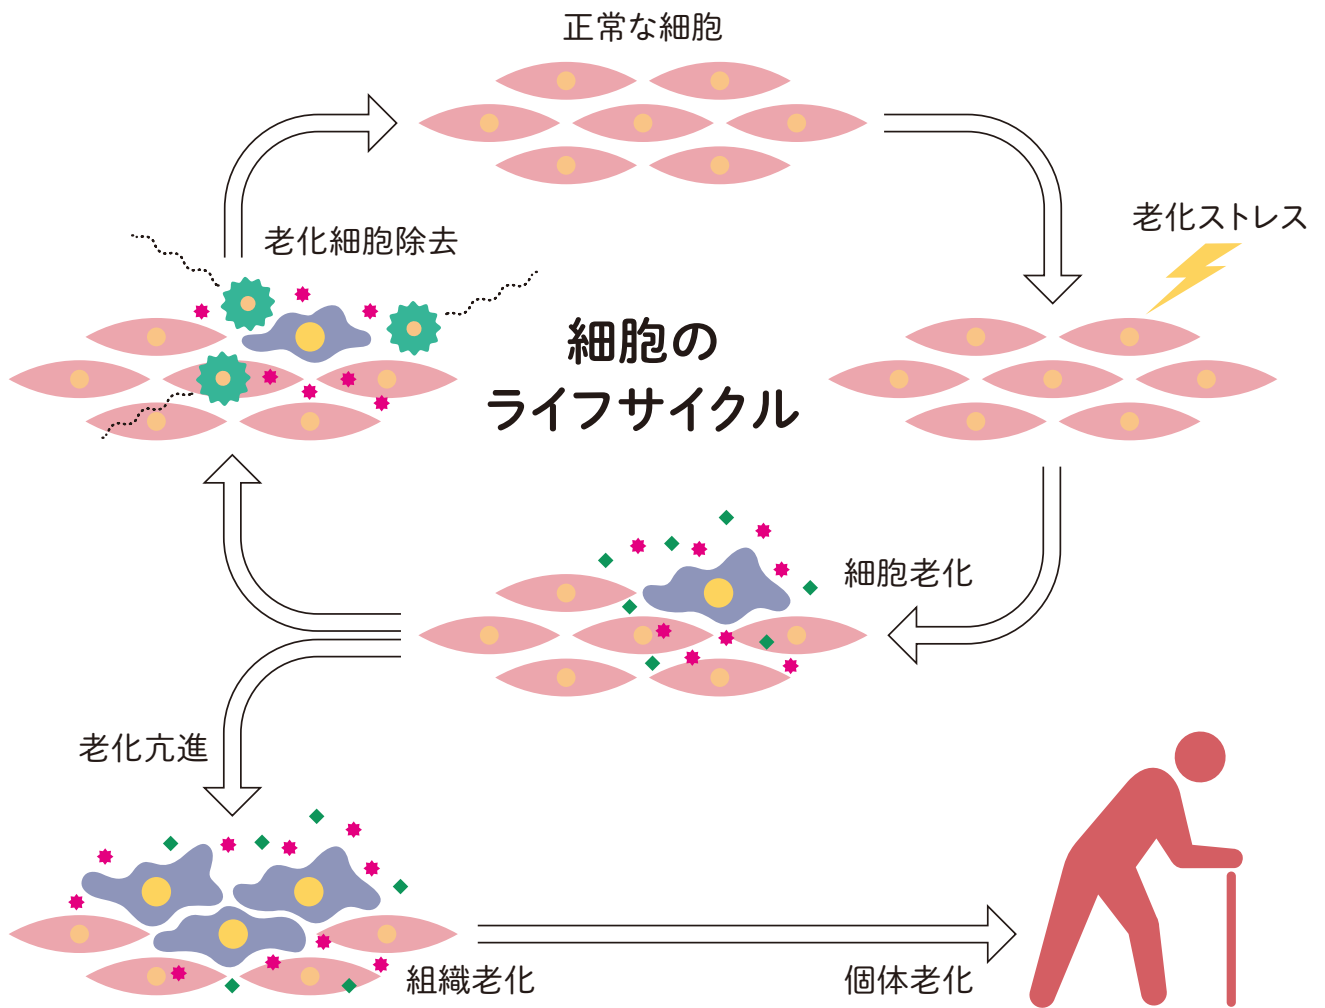 正常な細胞
老化ストレス
老化細胞除去
細胞の
ライフサイクル
細胞老化
老化亢進
組織老化
個体老化